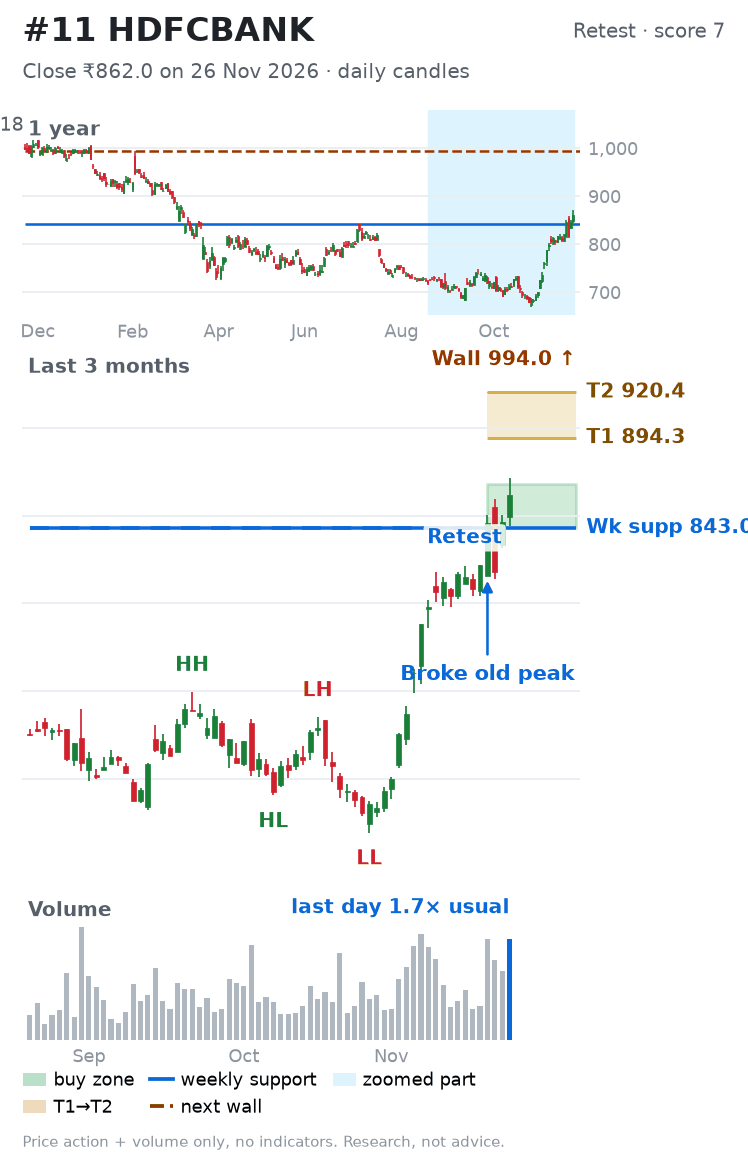 #11 HDFCBANK
Retest · score 7
Close ₹862.0 on 26 Nov 2026 · daily candles
18
1 year
1,000
900
800
700
Dec Feb Apr Jun Aug Oct
Wall 994.0 ↑
Last 3 months
T2 920.4
T1 894.3
Wk supp 843.0
Retest
Broke old peak
HH
LH
HL
LL
Volume
last day 1.7× usual
Sep Oct Nov
buy zone weekly support zoomed part
T1→T2 next wall
Price action + volume only, no indicators. Research, not advice.